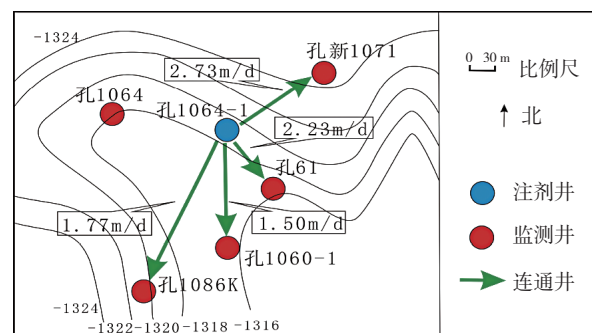 -1324
孔新1071
2.73m/d
孔1064
孔1064-1
2.23m/d
孔61
1.77m/d
1.50m/d
孔1060-1
孔1086K
-1324
-1322
-1320
-1318
-1316
0 30m 比例尺
北
注剂井
监测井
连通井